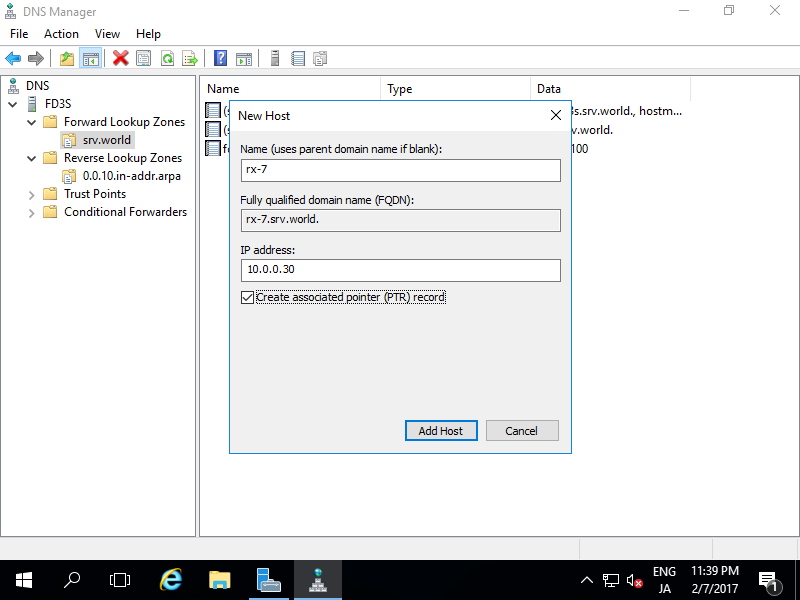 DNS Manager
File Action View Help
DNS
FD3S
Forward Lookup Zones
srv.world
Reverse Lookup Zones
0.0.10.in-addr.arpa
Trust Points
Conditional Forwarders
Name Type Data
3s.srv.world., hostm...
v.world.
100
New Host
Name (uses parent domain name if blank):
rx-7
Fully qualified domain name (FQDN):
rx-7.srv.world.
IP address:
10.0.0.30
Create associated pointer (PTR) record
Add Host Cancel
ENG
JA
11:39 PM
2/7/2017
1